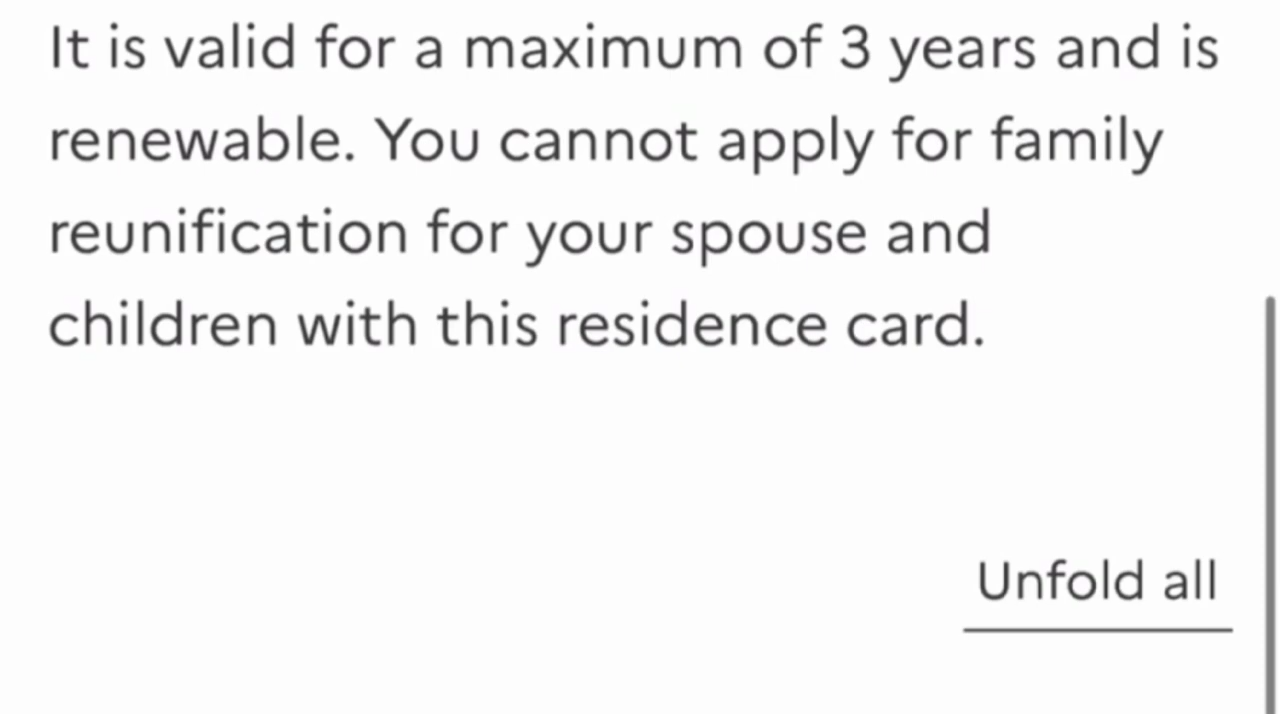 It is valid for a maximum of 3 years and is
renewable. You cannot apply for family
reunification for your spouse and
children with this residence card.
Unfold all